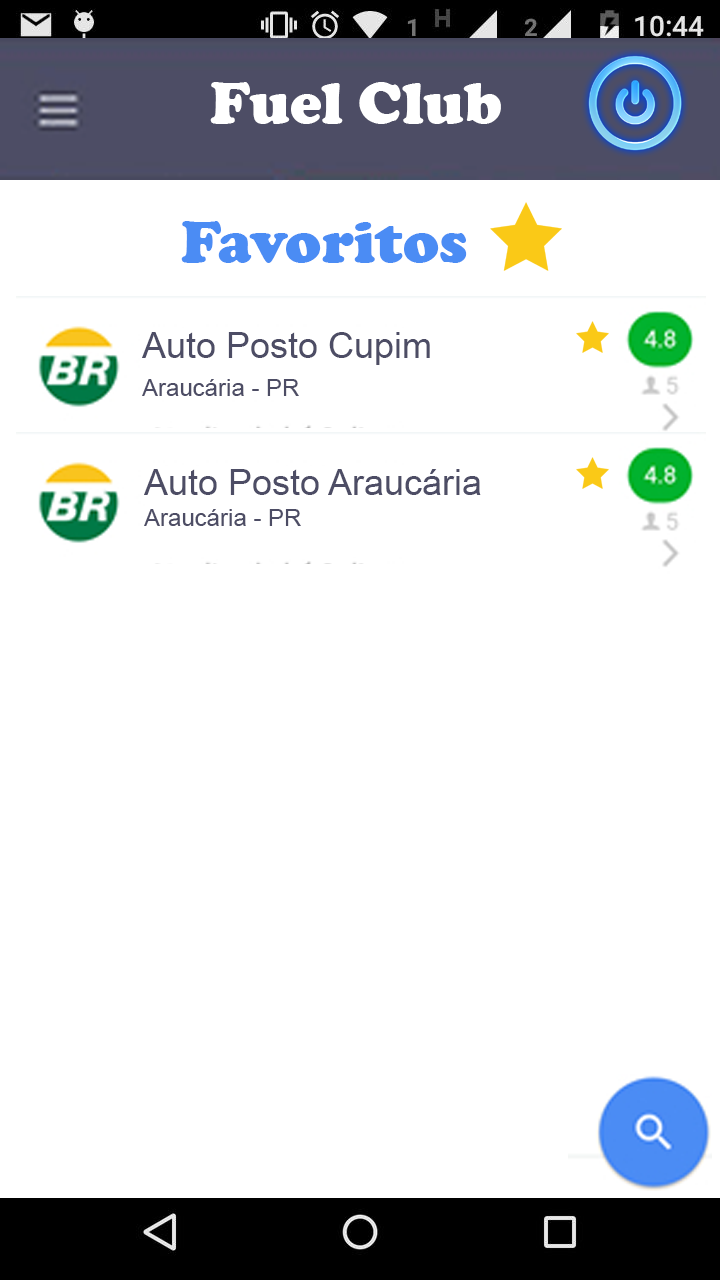 1 H 2 10:44
Fuel Club
Favoritos
BR
Auto Posto Cupim
4.8
Araucária - PR
5
BR
Auto Posto Araucária
4.8
Araucária - PR
5